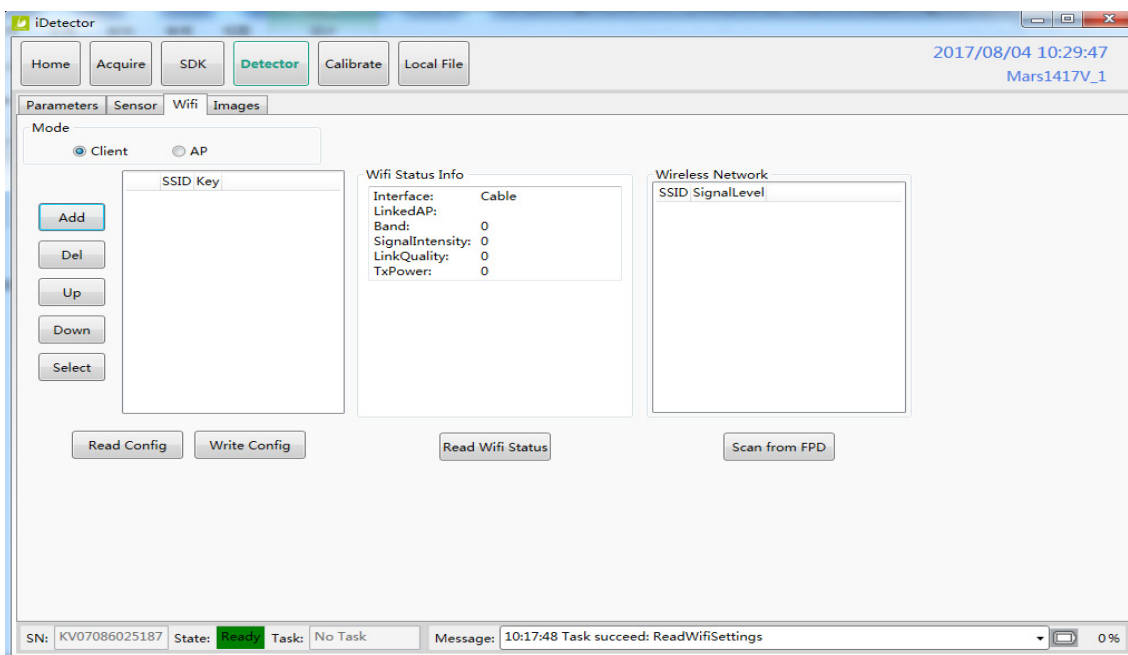 iDetector
Home Acquire SDK Detector Calibrate Local File
2017/08/04 10:29:47
Mars1417V_1
Parameters Sensor Wifi Images
Mode
Client AP
SSID Key
Add
Del
Up
Down
Select
Read Config Write Config
Wifi Status Info
Interface: Cable
LinkedAP:
Band: 0
SignalIntensity: 0
LinkQuality: 0
TxPower: 0
Read Wifi Status
Wireless Network
SSID SignalLevel
Scan from FPD
SN: KV07086025187 State: Ready Task: No Task Message: 10:17:48 Task succeed: ReadWifiSettings 0%